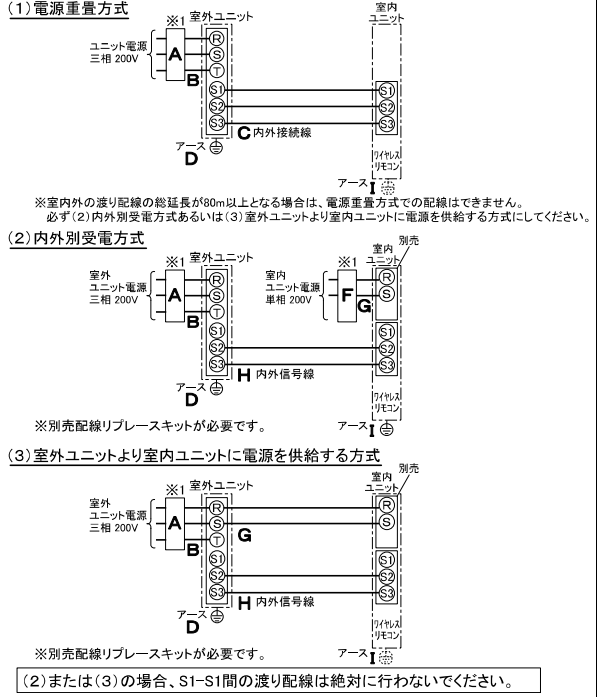 (1)電源重畳方式
※1
室外ユニット
室内
ユニット
ユニット電源
三相 200V
A
B
R
S
T
S1
S2
S3
S1
S2
S3
C 内外接続線
アース
D
ワイヤレス
リモコン
アース I
※室内外の渡り配線の総延長が80m以上となる場合は、電源重畳方式での配線はできません。
必ず(2)内外別受電方式あるいは(3)室外ユニットより室内ユニットに電源を供給する方式にしてください。
(2)内外別受電方式
※1
室外ユニット
※1
室内
ユニット
別売
室外
ユニット電源
三相 200V
A
B
R
S
T
S1
S2
S3
室内
ユニット電源
単相 200V
F
G
R
S
S1
S2
S3
H 内外信号線
アース
D
ワイヤレス
リモコン
アース I
※別売配線リプレースキットが必要です。
(3)室外ユニットより室内ユニットに電源を供給する方式
※1
室外ユニット
室内
ユニット
別売
室外
ユニット電源
三相 200V
A
B
R
S
T
S1
S2
S3
G
R
S
S1
S2
S3
H 内外信号線
アース
D
ワイヤレス
リモコン
※別売配線リプレースキットが必要です。
アース I
(2)または(3)の場合、S1-S1間の渡り配線は絶対に行わないでください。